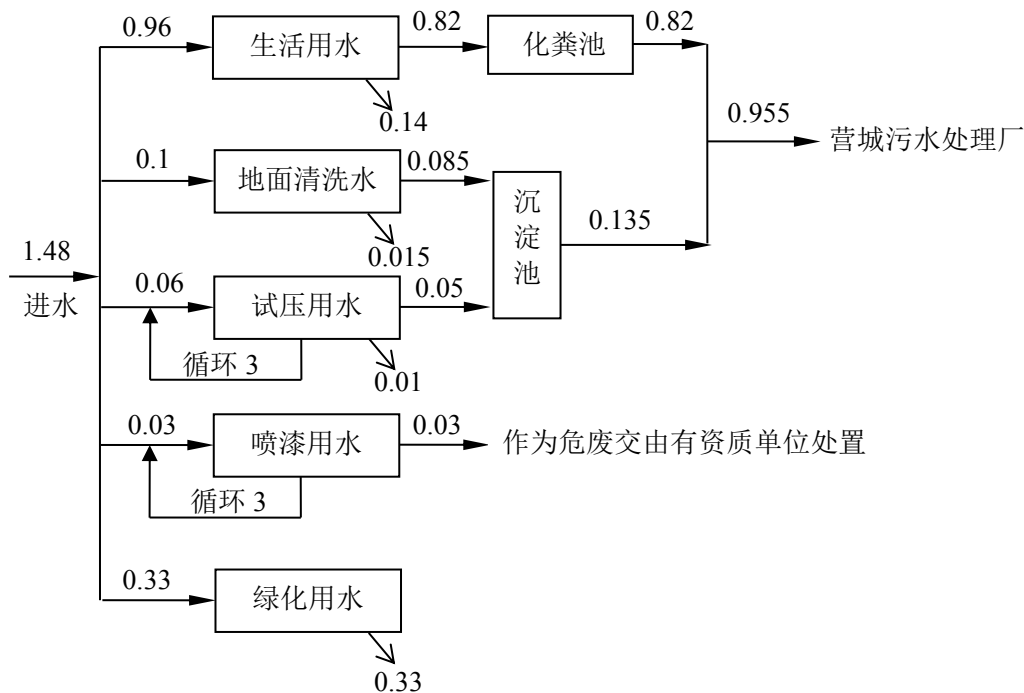 0.96
生活用水
0.82
化粪池
0.82
0.14
0.955
营城污水处理厂
0.1
地面清洗水
0.085
沉淀池
0.015
0.135
1.48
进水
0.06
试压用水
0.05
循环 3
0.01
0.03
喷漆用水
0.03
作为危废交由有资质单位处置
循环 3
0.33
绿化用水
0.33